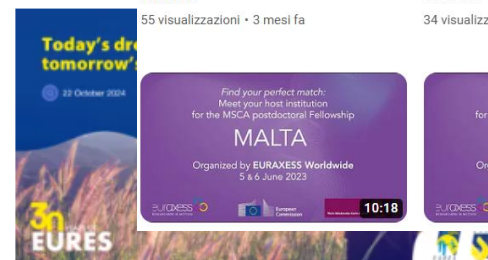 55 visualizzazioni • 3 mesi fa
34 visualizz
Today's dre
tomorrow's
22 October 2024
Find your perfect match:
Meet your host institution
for the MSCA postdoctoral Fellowship
MALTA
Organized by EURAXESS Worldwide
5 & 6 June 2023
EURAXESS
European
Commission
10:18
for
Or
30
EURES